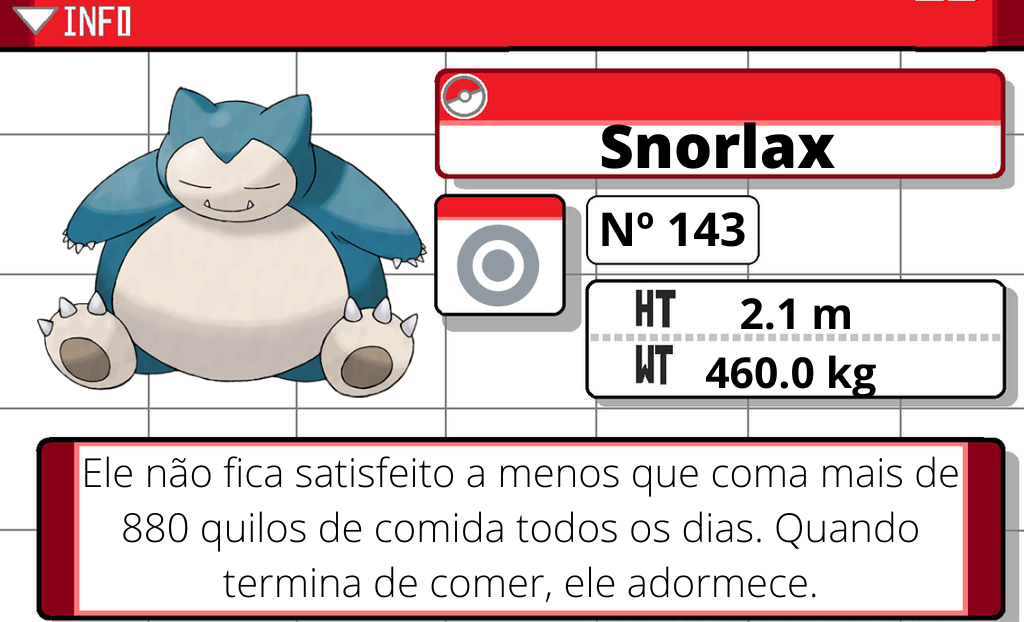 INFO
Snorlax
Nº 143
HT 2.1 m
WT 460.0 kg
Ele não fica satisfeito a menos que coma mais de
880 quilos de comida todos os dias. Quando
termina de comer, ele adormece.